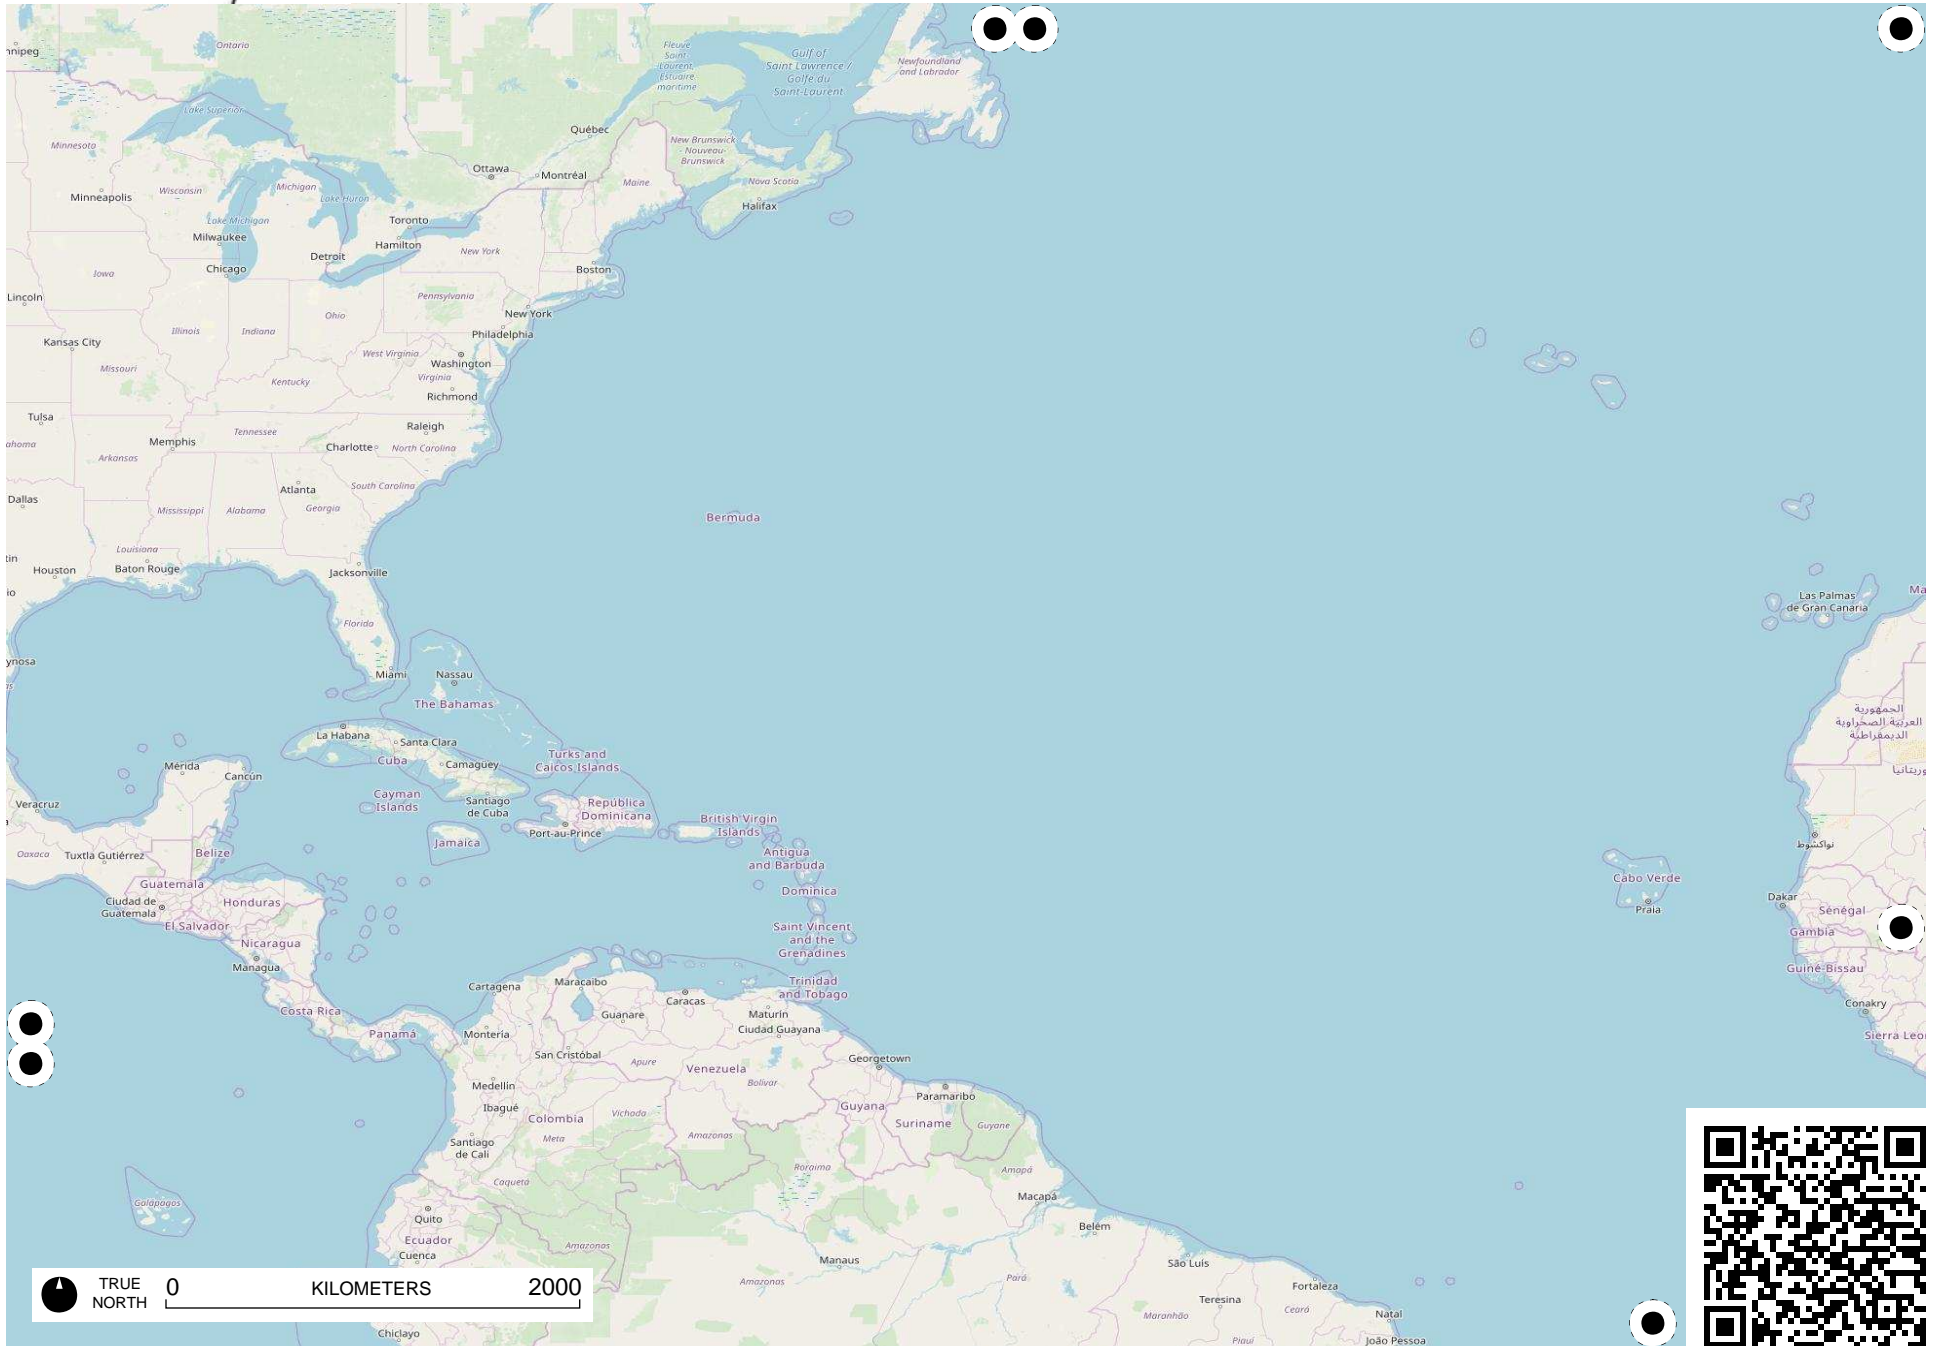 Ontario
nnipeg
Fleuve
Saint-
Laurent,
Estuaire
maritime
Gulf of
Saint Lawrence /
Golfe du
Saint-Laurent
Newfoundland
and Labrador
Lake Superior
Québec
Minnesota
New Brunswick
- Nouveau-
Brunswick
Ottawa
Montréal
Minneapolis
Wisconsin
Michigan
Lake Huron
Maine
Nova Scotia
Halifax
Lake Michigan
Toronto
Milwaukee
Hamilton
New York
Detroit
Chicago
Boston
Iowa
Lincoln
Pennsylvania
New York
Ohio
Illinois
Indiana
Philadelphia
Kansas City
West Virginia
Washington
Missouri
Virginia
Kentucky
Richmond
Tulsa
Raleigh
Tennessee
ahoma
Memphis
Charlotte
North Carolina
Arkansas
South Carolina
Atlanta
Dallas
Mississippi
Alabama
Georgia
Bermuda
Louisiana
tin
Houston
Baton Rouge
Jacksonville
io
Las Palmas
de Gran Canaria
Ma
Florida
ynosa
as
Miami
Nassau
The Bahamas
الجمهورية
العربية الصحراوية
الديمقراطية
La Habana
Santa Clara
Cuba
Camagüey
Turks and
Caicos Islands
Mérida
Cancún
وريتانيا
Cayman
Islands
Santiago
de Cuba
República
Dominicana
Veracruz
Port-au-Prince
British Virgin
Islands
Jamaica
نواكشوط
Oaxaca
Tuxtla Gutiérrez
Belize
Antigua
and Barbuda
Guatemala
Dominica
Cabo Verde
Praia
Dakar
Ciudad de
Guatemala
Honduras
Sénégal
El Salvador
Saint Vincent
and the
Grenadines
Gambia
Nicaragua
Managua
Guiné-Bissau
Cartagena
Maracaibo
Trinidad
and Tobago
Caracas
Conakry
Costa Rica
Guanare
Maturín
Panamá
Montería
Ciudad Guayana
Sierra Leo
San Cristóbal
Apure
Georgetown
Venezuela
Medellín
Bolívar
Paramaribo
Ibagué
Colombia
Vichada
Guyana
Suriname
Guyane
Meta
Amazonas
Santiago
de Cali
Roraima
Amapá
Caquetá
Galápagos
Macapá
Quito
Belém
Ecuador
Amazonas
Cuenca
Manaus
São Luís
Amazonas
Pará
Fortaleza
TRUE
NORTH
0 KILOMETERS 2000
Teresina
Maranhão
Ceará
Natal
Chiclayo
Piauí
João Pessoa